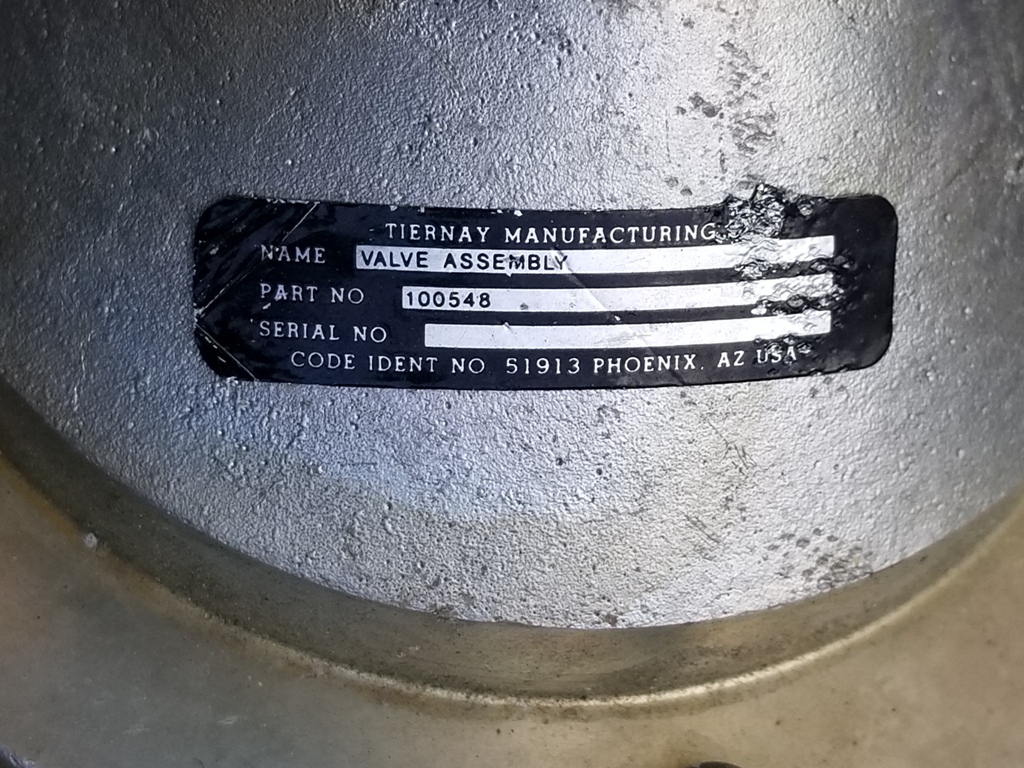 TIERNAY MANUFACTURING
NAME VALVE ASSEMBLY
PART NO 100548
SERIAL NO
CODE IDENT NO 51913 PHOENIX, AZ USA